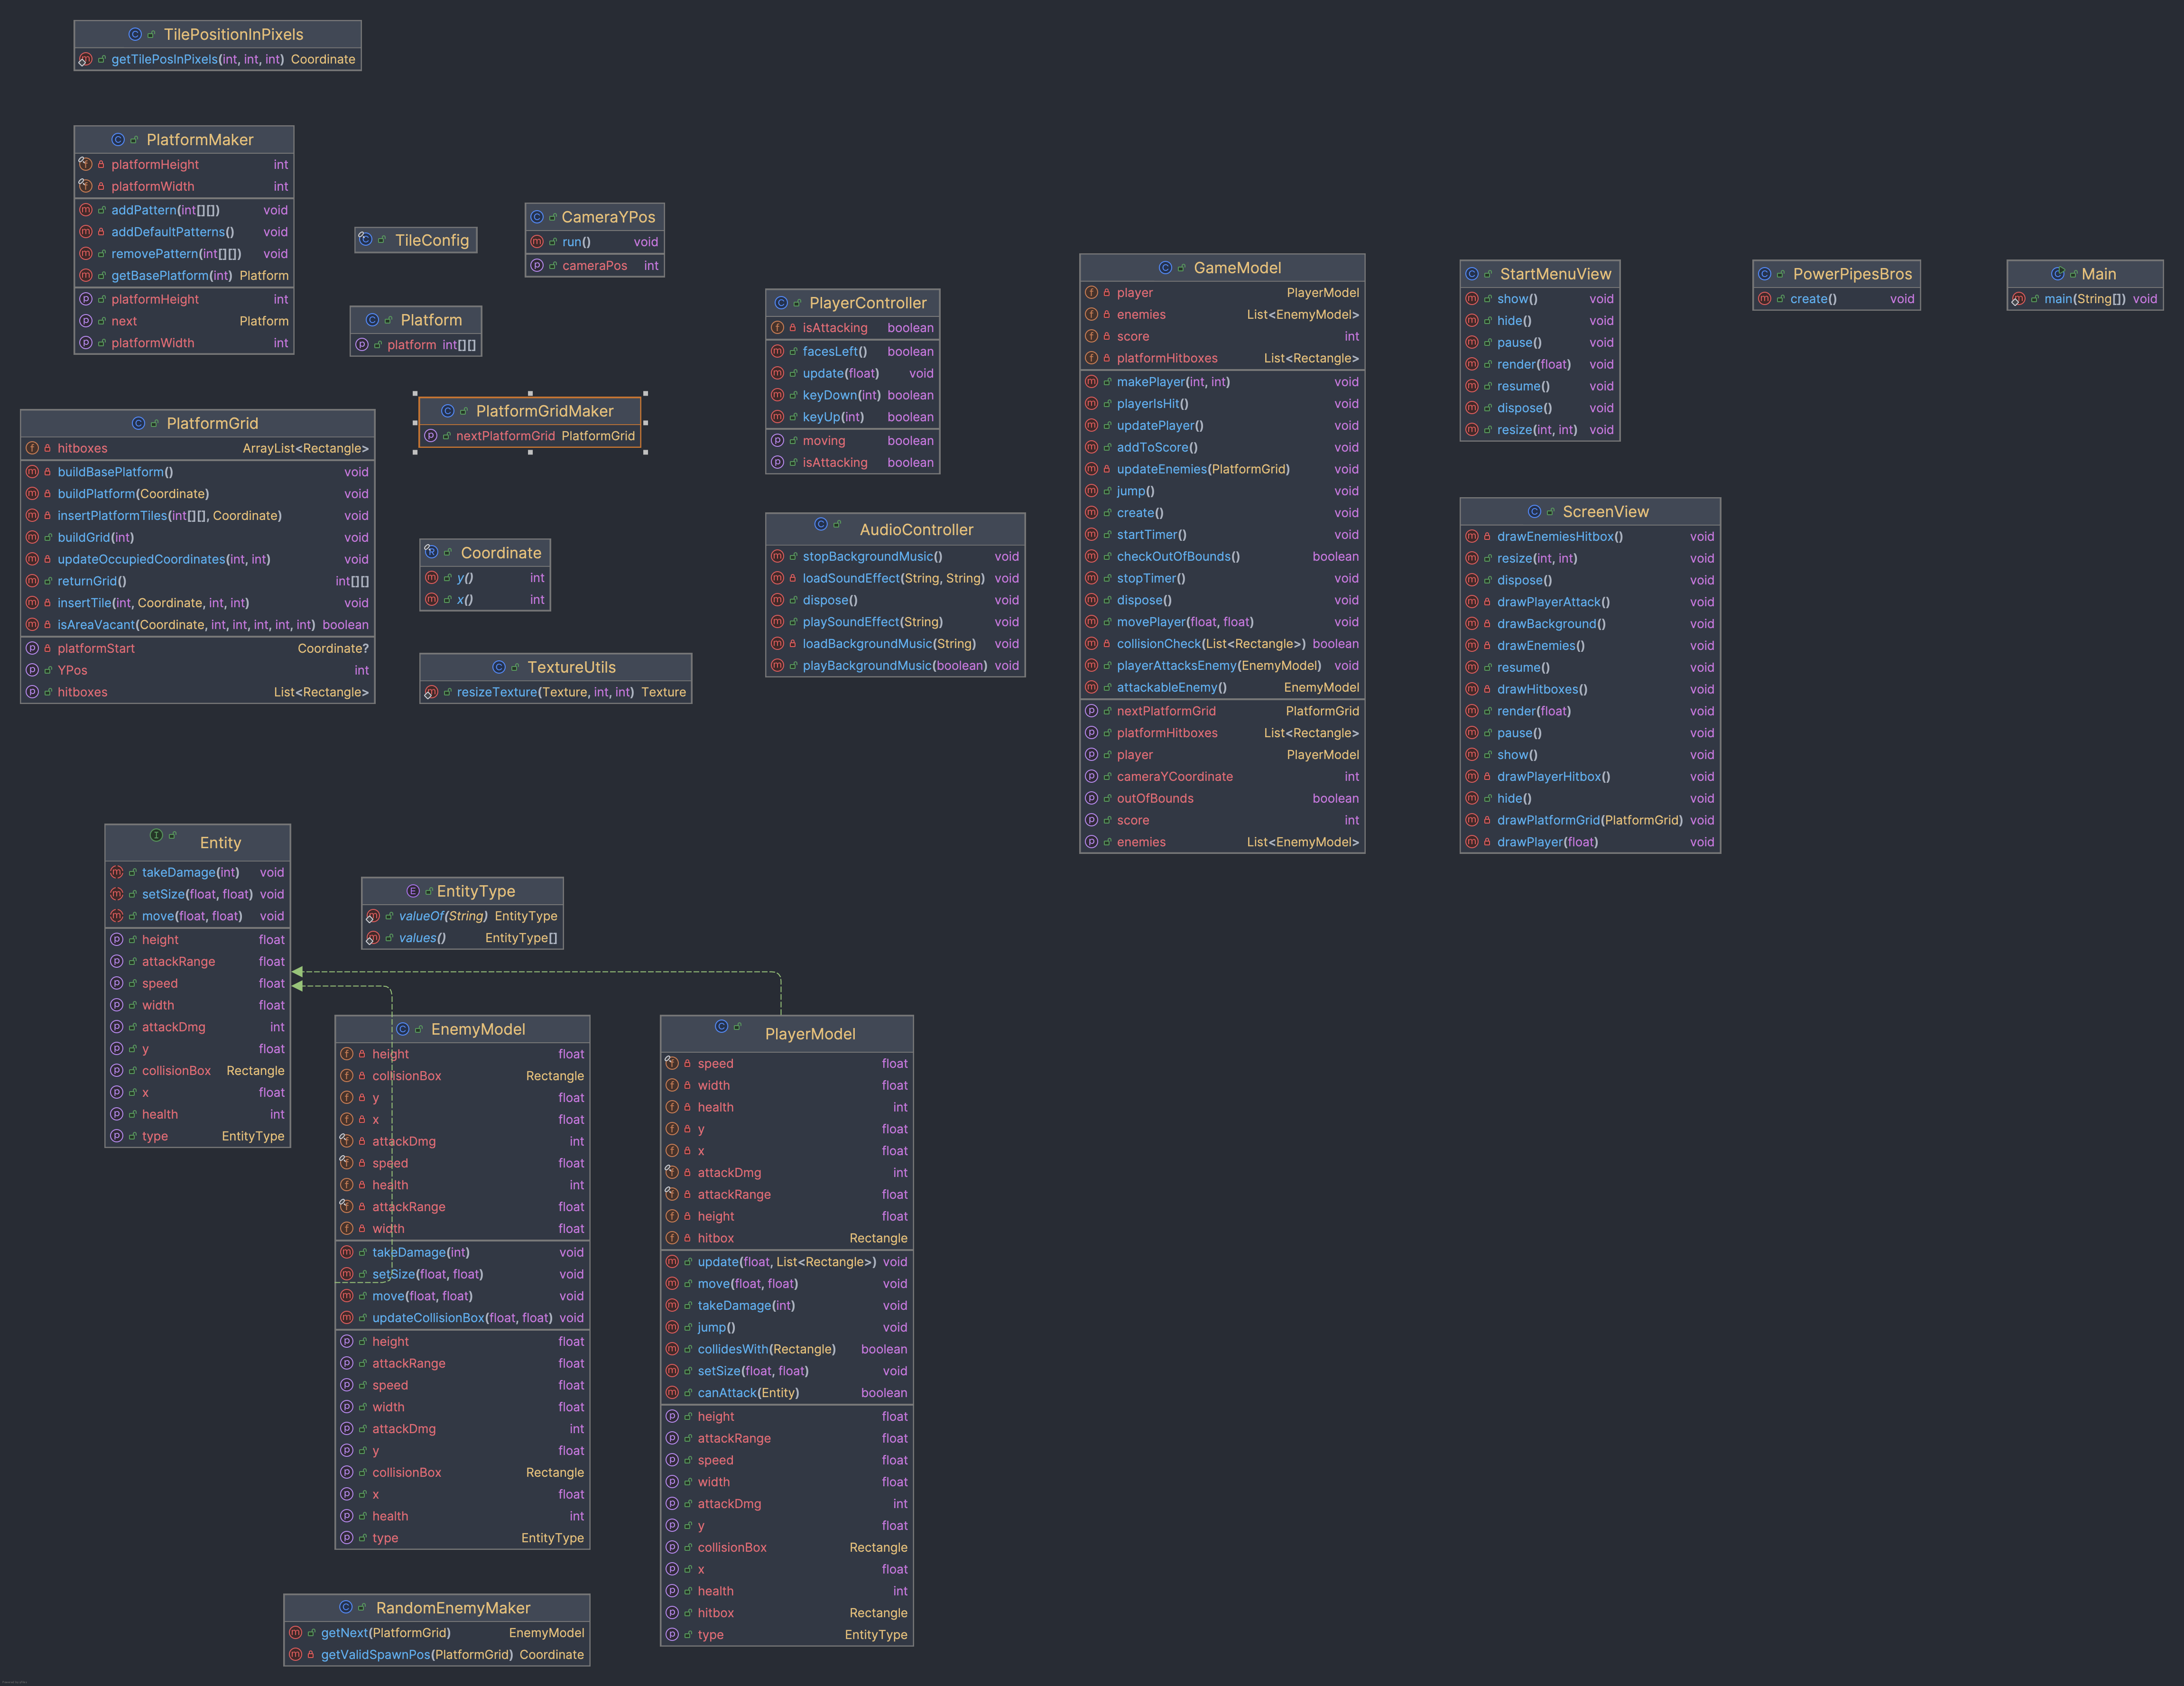 TilePositionInPixels
getTilePosInPixels(int, int, int) Coordinate
PlatformMaker
platformHeight int
platformWidth int
addPattern(int[][]) void
addDefaultPatterns() void
removePattern(int[][]) void
getBasePlatform(int) Platform
platformHeight int
next Platform
platformWidth int
TileConfig
CameraYPos
run() void
cameraPos int
Platform
platform int[][]
PlatformGridMaker
nextPlatformGrid PlatformGrid
PlatformGrid
hitboxes ArrayList<Rectangle>
buildBasePlatform() void
buildPlatform(Coordinate) void
insertPlatformTiles(int[][], Coordinate) void
buildGrid(int) void
updateOccupiedCoordinates(int, int) void
returnGrid() int[][]
insertTile(int, Coordinate, int, int) void
isAreaVacant(Coordinate, int, int, int, int, int) boolean
platformStart Coordinate?
YPos int
hitboxes List<Rectangle>
Coordinate
y() int
x() int
TextureUtils
resizeTexture(Texture, int, int) Texture
PlayerController
isAttacking boolean
facesLeft() boolean
update(float) void
keyDown(int) boolean
keyUp(int) boolean
moving boolean
isAttacking boolean
AudioController
stopBackgroundMusic() void
loadSoundEffect(String, String) void
dispose() void
playSoundEffect(String) void
loadBackgroundMusic(String) void
playBackgroundMusic(boolean) void
GameModel
player PlayerModel
enemies List<EnemyModel>
score int
platformHitboxes List<Rectangle>
makePlayer(int, int) void
playerIsHit() void
updatePlayer() void
addToScore() void
updateEnemies(PlatformGrid) void
jump() void
create() void
startTimer() void
checkOutOfBounds() boolean
stopTimer() void
dispose() void
movePlayer(float, float) void
collisionCheck(List<Rectangle>) boolean
playerAttacksEnemy(EnemyModel) void
attackableEnemy() EnemyModel
nextPlatformGrid PlatformGrid
platformHitboxes List<Rectangle>
player PlayerModel
cameraYCoordinate int
outOfBounds boolean
score int
enemies List<EnemyModel>
StartMenuView
show() void
hide() void
pause() void
render(float) void
resume() void
dispose() void
resize(int, int) void
PowerPipesBros
create() void
Main
main(String[]) void
ScreenView
drawEnemiesHitbox() void
resize(int, int) void
dispose() void
drawPlayerAttack() void
drawBackground() void
drawEnemies() void
resume() void
drawHitboxes() void
render(float) void
pause() void
show() void
drawPlayerHitbox() void
hide() void
drawPlatformGrid(PlatformGrid) void
drawPlayer(float) void
Entity
takeDamage(int) void
setSize(float, float) void
move(float, float) void
height float
attackRange float
speed float
width float
attackDmg int
y float
collisionBox Rectangle
x float
health int
type EntityType
EntityType
valueOf(String) EntityType
values() EntityType[]
EnemyModel
height float
collisionBox Rectangle
y float
x float
attackDmg int
speed float
health int
attackRange float
width float
takeDamage(int) void
setSize(float, float) void
move(float, float) void
updateCollisionBox(float, float) void
height float
attackRange float
speed float
width float
attackDmg int
y float
collisionBox Rectangle
x float
health int
type EntityType
PlayerModel
speed float
width float
health int
y float
x float
attackDmg int
attackRange float
height float
hitbox Rectangle
update(float, List<Rectangle>) void
move(float, float) void
takeDamage(int) void
jump() void
collidesWith(Rectangle) boolean
setSize(float, float) void
canAttack(Entity) boolean
height float
attackRange float
speed float
width float
attackDmg int
y float
collisionBox Rectangle
x float
health int
hitbox Rectangle
type EntityType
RandomEnemyMaker
getNext(PlatformGrid) EnemyModel
getValidSpawnPos(PlatformGrid) Coordinate